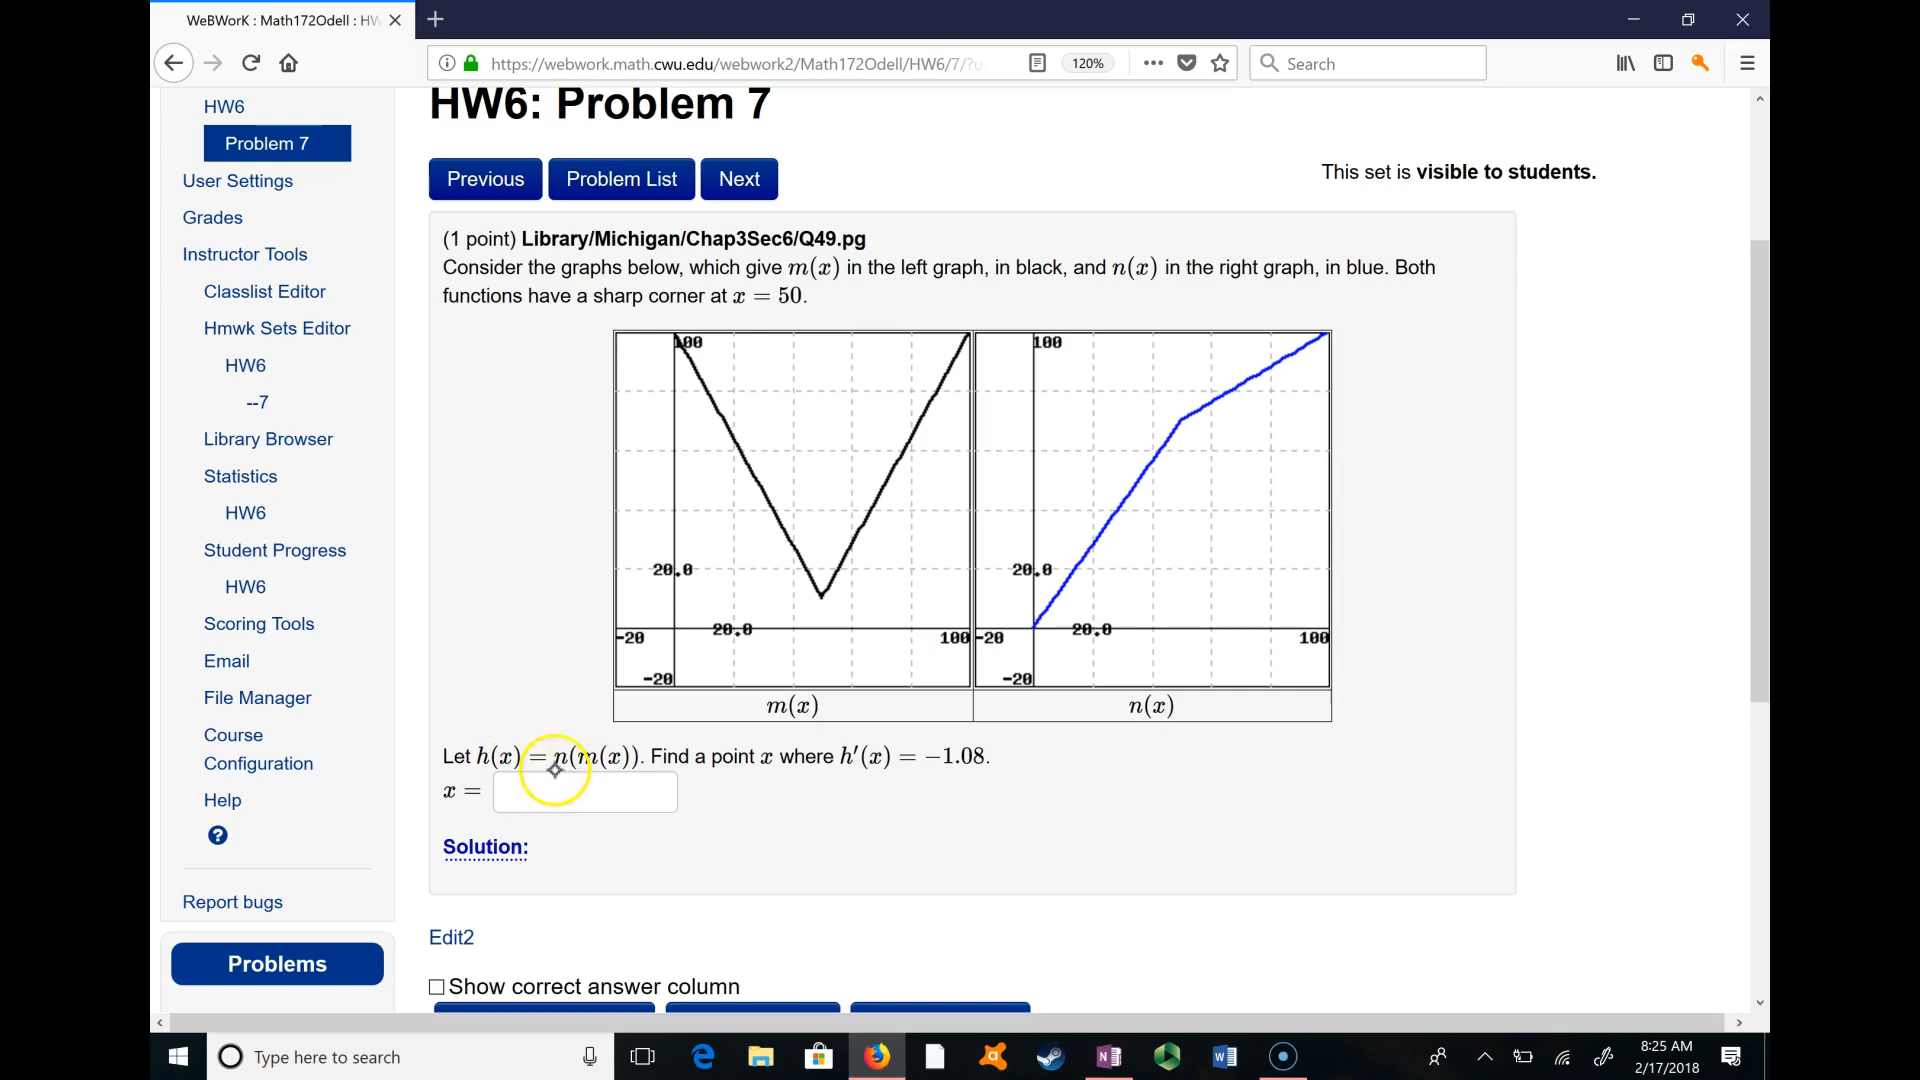 WeBWorK : Math172Odell : HW
https://webwork.math.cwu.edu/webwork2/Math172Odell/HW6/7/?u
120%
Search
HW6
Problem 7
User Settings
Grades
Instructor Tools
Classlist Editor
Hmwk Sets Editor
HW6
--7
Library Browser
Statistics
HW6
Student Progress
HW6
Scoring Tools
Email
File Manager
Course
Configuration
Help
?
Report bugs
Problems
HW6: Problem 7
Previous
Problem List
Next
This set is visible to students.
(1 point) Library/Michigan/Chap3Sec6/Q49.pg
Consider the graphs below, which give m(x) in the left graph, in black, and n(x) in the right graph, in blue. Both
functions have a sharp corner at x = 50.
100
20.0
-20
20.0
100
-20
100
20.0
-20
20.0
100
-20
m(x)
n(x)
Let h(x) = n(m(x)). Find a point x where h′(x) = −1.08.
x =
Solution:
Edit2
Show correct answer column
Type here to search
8:25 AM
2/17/2018